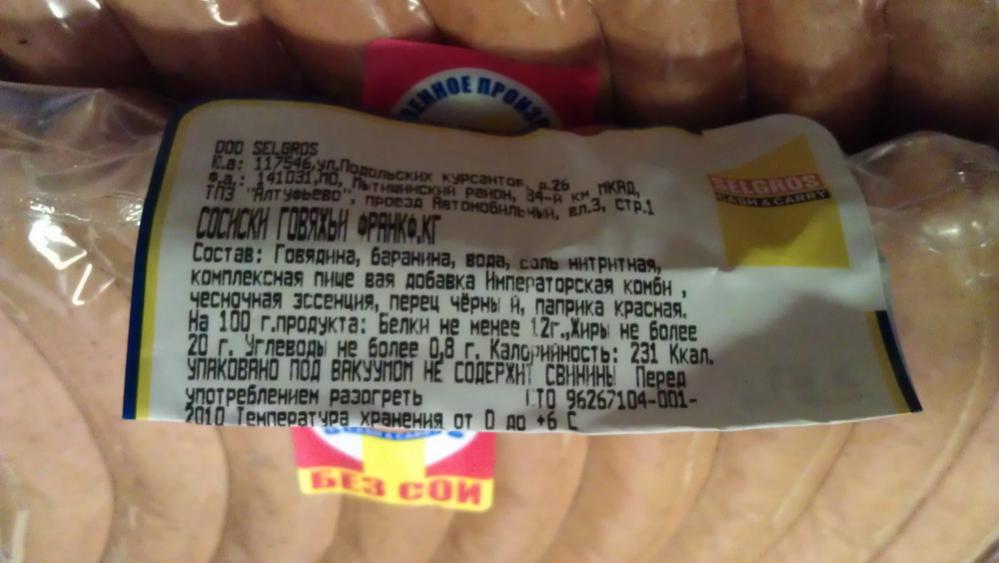 ВЕННОЕ ПРОИЗ
ООО SELGROS
Ю.а: 117546,ул.Подольских курсантов, д.26
Ф.а.: 141031,МО, Мытищинский район, 84-й км МКАД,
ТПЗ "Алтуфьево", проезд Автомобильный, вл.3, стр.1
SELGROS
CASH & CARRY
СОСИСКИ ГОВЯЖЬИ ФРАНКФ.КГ
Состав: Говядина, баранина, вода, соль нитритная,
комплексная пище вая добавка Императорская комби ,
чесночная эссенция, перец чёрны й, паприка красная.
На 100 г.продукта: Белки не менее 12г.,Жиры не более
20 г. Углеводы не более 0,8 г. Калорийность: 231 Ккал.
УПАКОВАНО ПОД ВАКУУМОМ НЕ СОДЕРЖИТ СВИНИНЫ Перед
употреблением разогреть СТО 96267104-001-
2010 Температура хранения от 0 до +6 С
БЕЗ СОИ